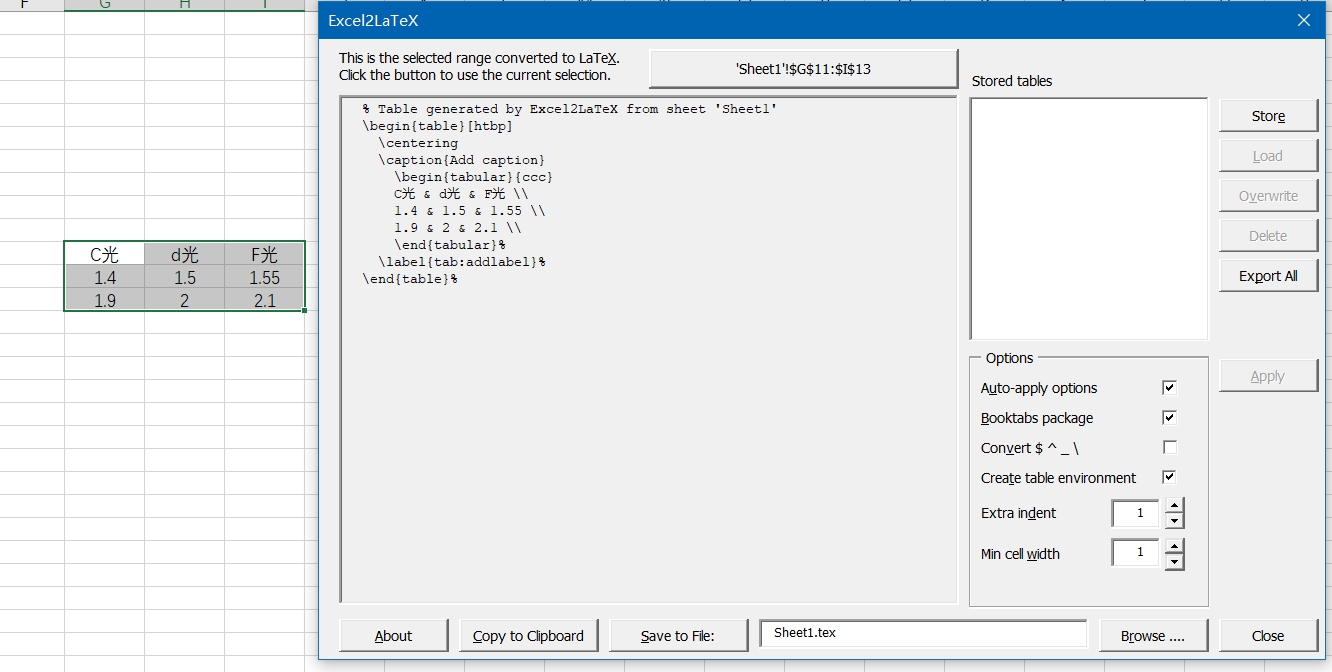 F G H I
Excel2LaTeX
This is the selected range converted to LaTeX.
Click the button to use the current selection.
'Sheet1'!$G$11:$I$13
Stored tables
% Table generated by Excel2LaTeX from sheet 'Sheet1'
\begin{table}[htbp]
\centering
\caption{Add caption}
\begin{tabular}{ccc}
C光 & d光 & F光 \\
1.4 & 1.5 & 1.55 \\
1.9 & 2 & 2.1 \\
\end{tabular}%
\label{tab:addlabel}%
\end{table}%
C光 d光 F光
1.4 1.5 1.55
1.9 2 2.1
Store
Load
Overwrite
Delete
Export All
Options
Auto-apply options
Booktabs package
Convert $ ^ _ \
Create table environment
Extra indent 1
Min cell width 1
Apply
About
Copy to Clipboard
Save to File:
Sheet1.tex
Browse ....
Close